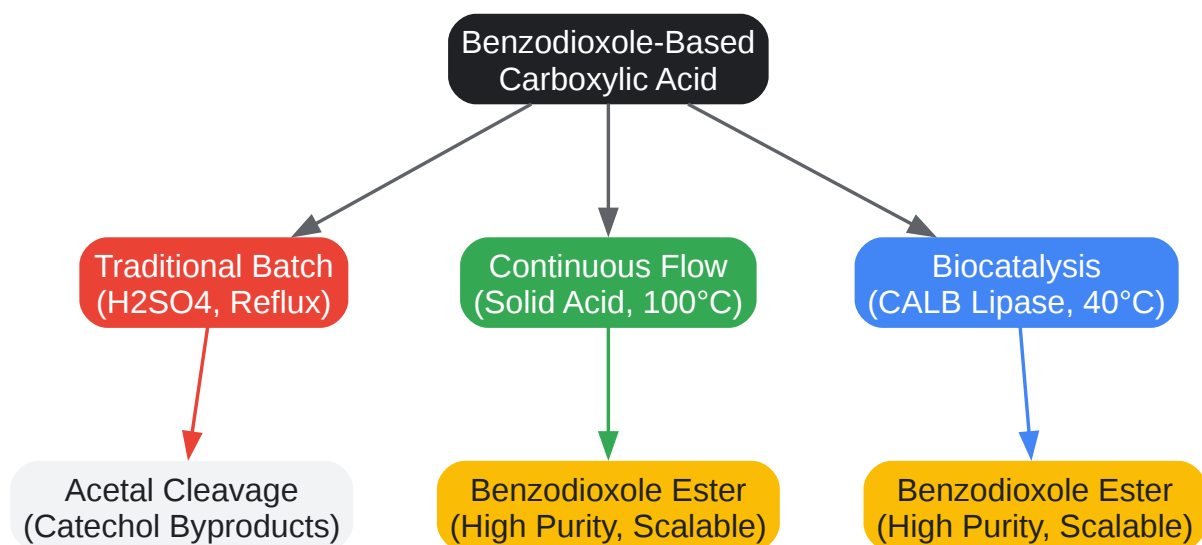 Benzodioxole-Based
Carboxylic Acid
Traditional Batch
(H2SO4, Reflux)
Continuous Flow
(Solid Acid, 100°C)
Biocatalysis
(CALB Lipase, 40°C)
Acetal Cleavage
(Catechol Byproducts)
Benzodioxole Ester
(High Purity, Scalable)
Benzodioxole Ester
(High Purity, Scalable)